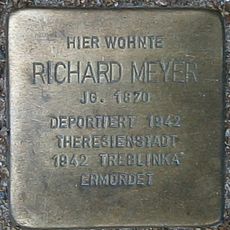 HIER WOHNTE
RICHARD MEYER
JG. 1870
DEPORTIERT 1942
THERESIENSTADT
1942 TREBLINKA
ERMORDET